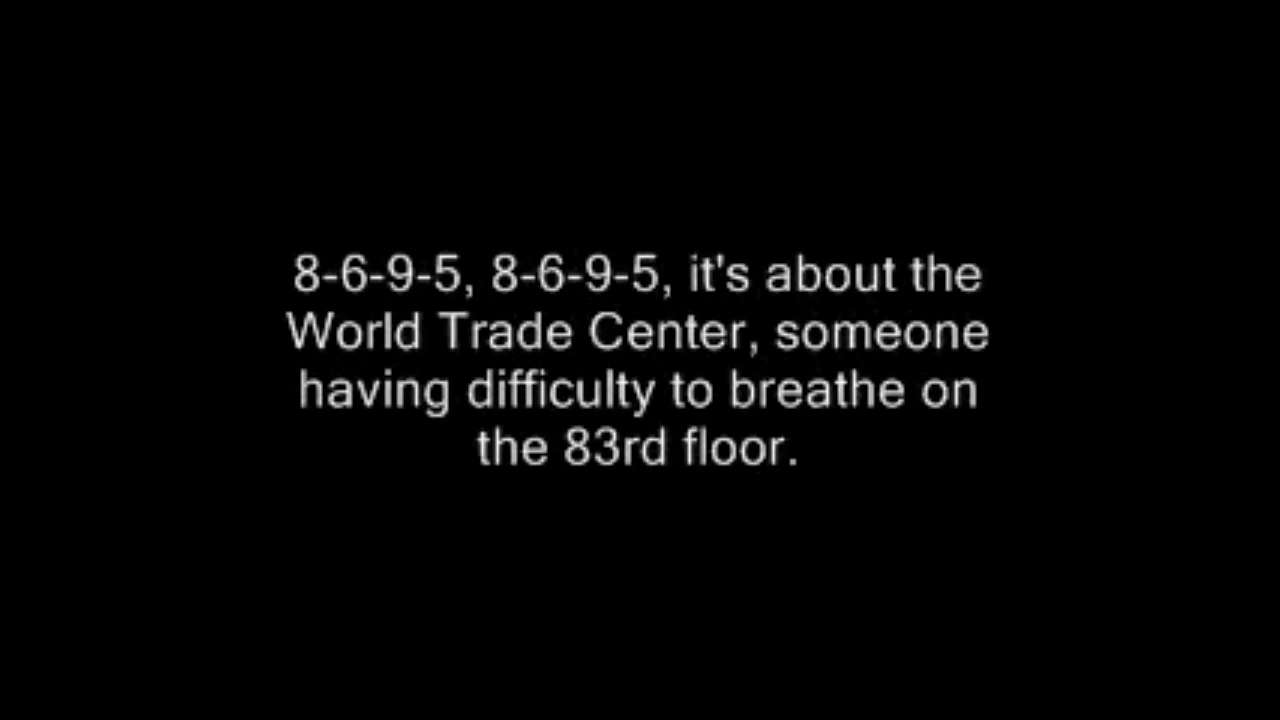 8-6-9-5, 8-6-9-5, it's about the
World Trade Center, someone
having difficulty to breathe on
the 83rd floor.